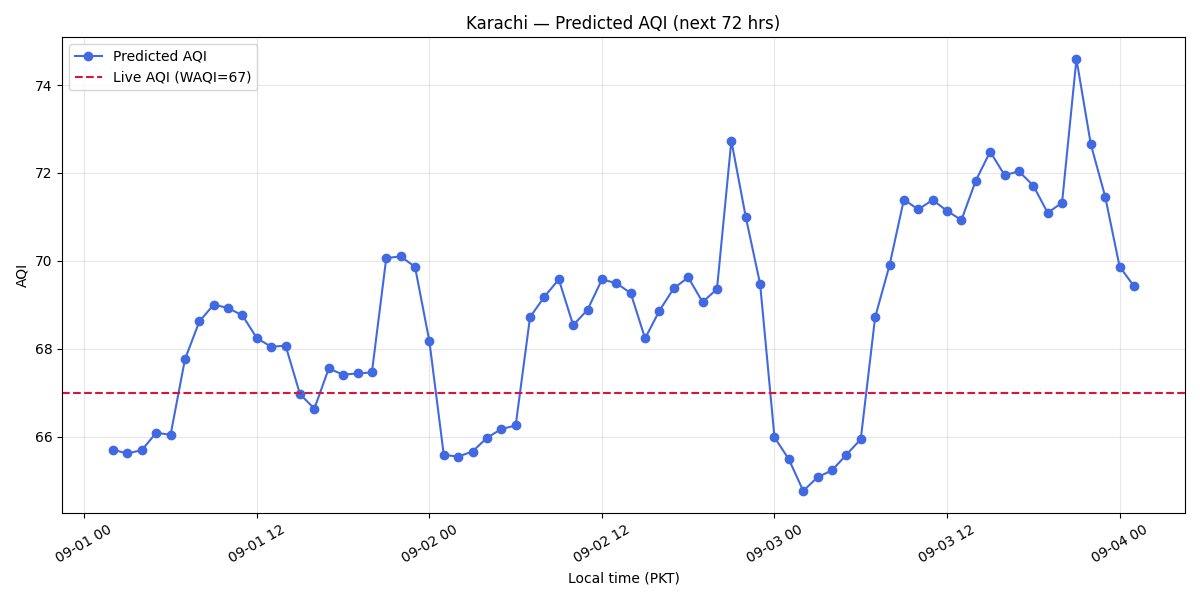 Karachi — Predicted AQI (next 72 hrs)
Predicted AQI
Live AQI (WAQI=67)
AQI
74
72
70
68
66
09-01 00
09-01 12
09-02 00
09-02 12
09-03 00
09-03 12
09-04 00
Local time (PKT)